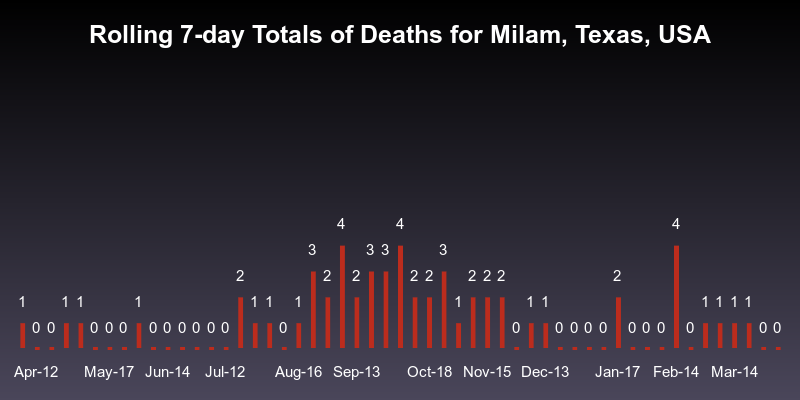 Rolling 7-day Totals of Deaths for Milam, Texas, USA
4 4 4
3 3 3 3
2 2 2 2 2 2 2 2 2
1 1 1 1 1 1 1 1 1 1 1 1 1 1
0 0 0 0 0 0 0 0 0 0 0 0 0 0 0 0 0 0 0 0 0 0 0
Apr-12 May-17 Jun-14 Jul-12 Aug-16 Sep-13 Oct-18 Nov-15 Dec-13 Jan-17 Feb-14 Mar-14